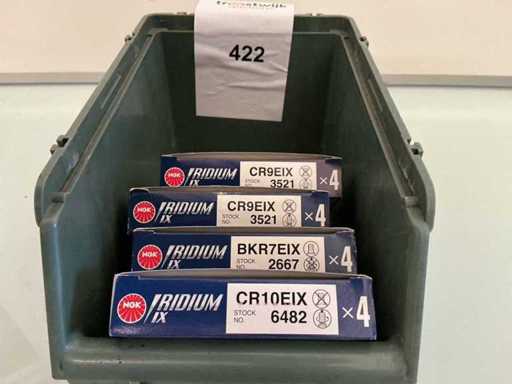 troostwijk
422
NGK IRIDIUM IX CR9EIX STOCK NO. 3521 ×4
NGK IRIDIUM IX CR9EIX STOCK NO. 3521 ×4
NGK IRIDIUM IX BKR7EIX STOCK NO. 2667 ×4
NGK IRIDIUM IX CR10EIX STOCK NO. 6482 ×4